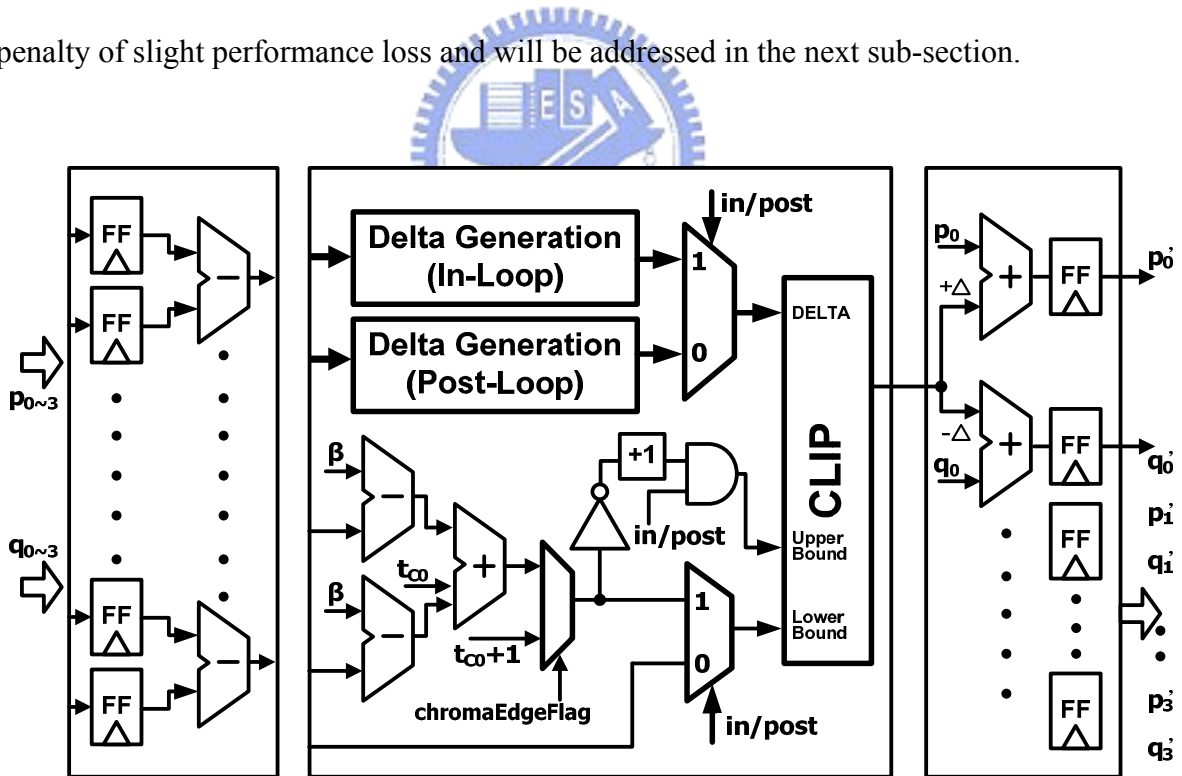 penalty of slight performance loss and will be addressed in the next sub-section.
ESA
FF
FF
p0~3
q0~3
FF
FF
−
−
Delta Generation
(In-Loop)
Delta Generation
(Post-Loop)
in/post
1
0
DELTA
CLIP
Upper
Bound
Lower
Bound
β
−
β
−
tC0
+
tC0+1
chromaEdgeFlag
+1
in/post
1
0
in/post
p0
+△
+
FF
p0'
−△
q0
+
FF
q0'
FF
p1'
q1'
FF
p3'
q3'